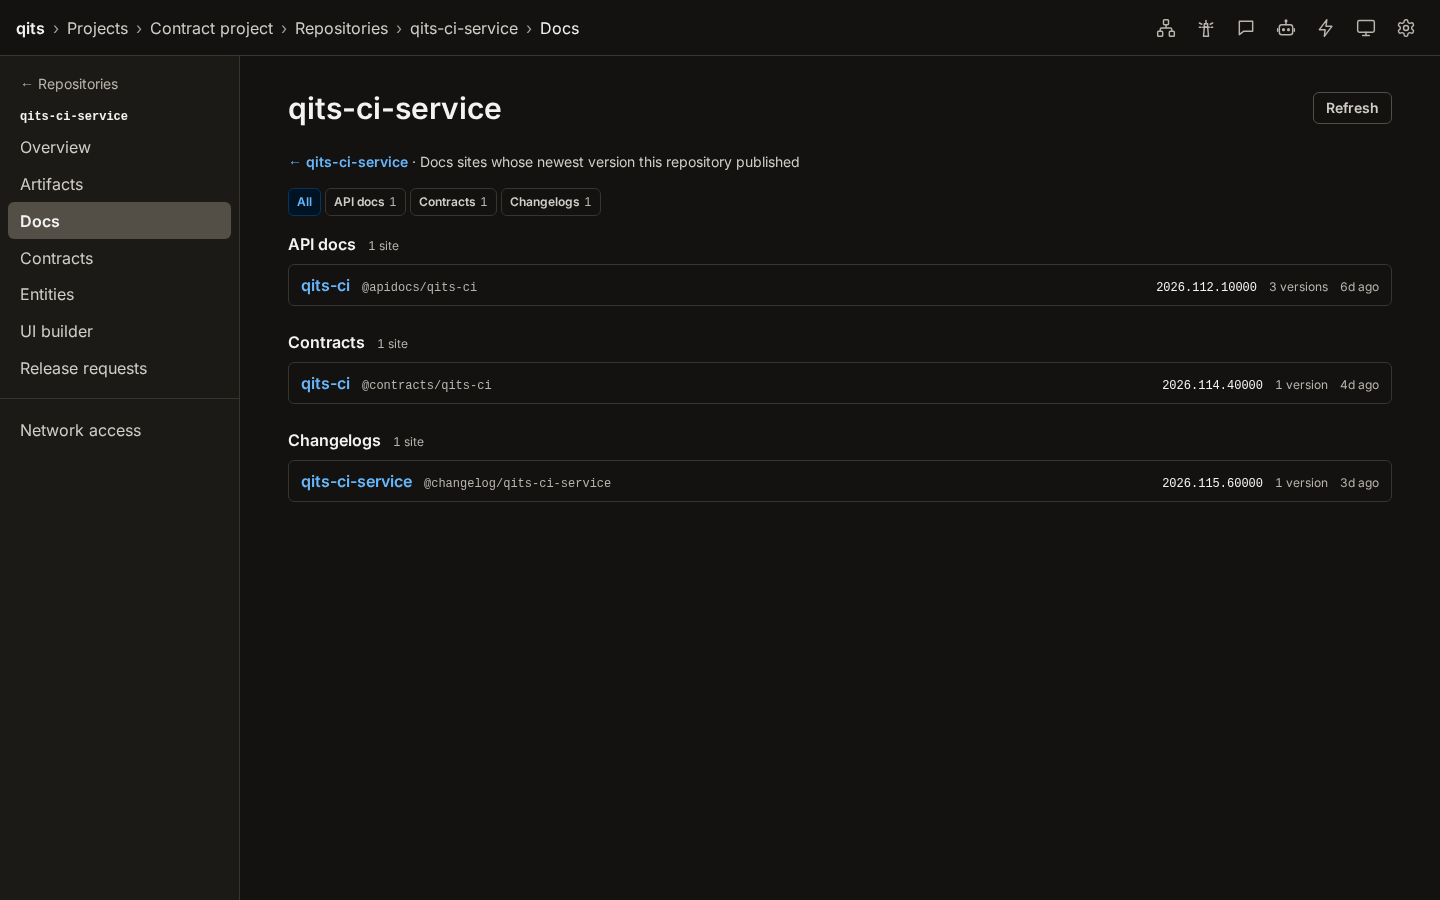 qits › Projects › Contract project › Repositories › qits-ci-service › Docs
← Repositories
qits-ci-service
Overview
Artifacts
Docs
Contracts
Entities
UI builder
Release requests
Network access
qits-ci-service
Refresh
← qits-ci-service · Docs sites whose newest version this repository published
All API docs 1 Contracts 1 Changelogs 1
API docs 1 site
qits-ci @apidocs/qits-ci 2026.112.10000 3 versions 6d ago
Contracts 1 site
qits-ci @contracts/qits-ci 2026.114.40000 1 version 4d ago
Changelogs 1 site
qits-ci-service @changelog/qits-ci-service 2026.115.60000 1 version 3d ago